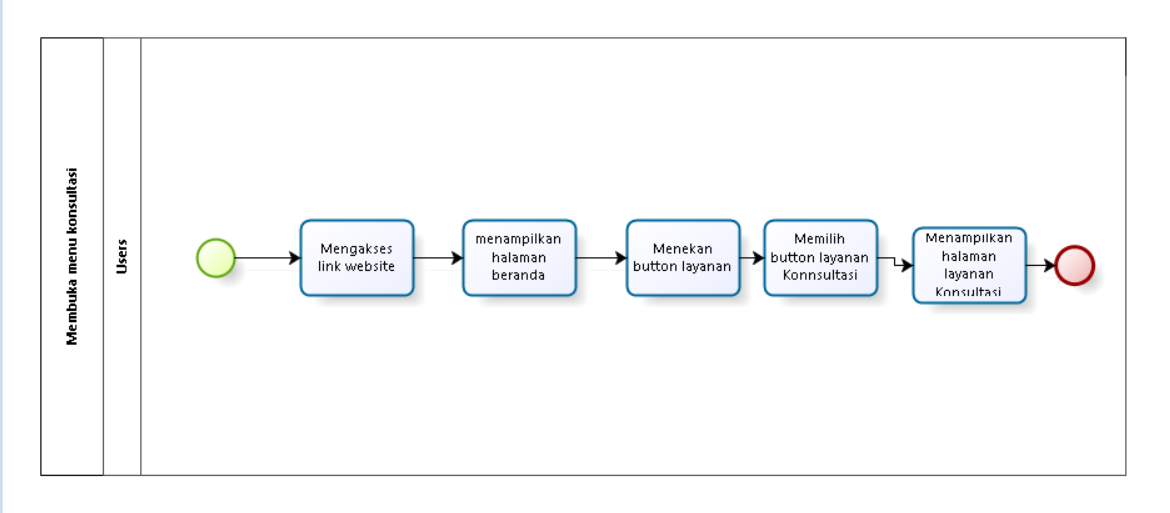 Membuka menu konsultasi
Users
Mengakses
link website
menampilkan
halaman
beranda
Menekan
button layanan
Memilih
button layanan
Konnsultasi
Menampilkan
halaman
layanan
Konsultasi